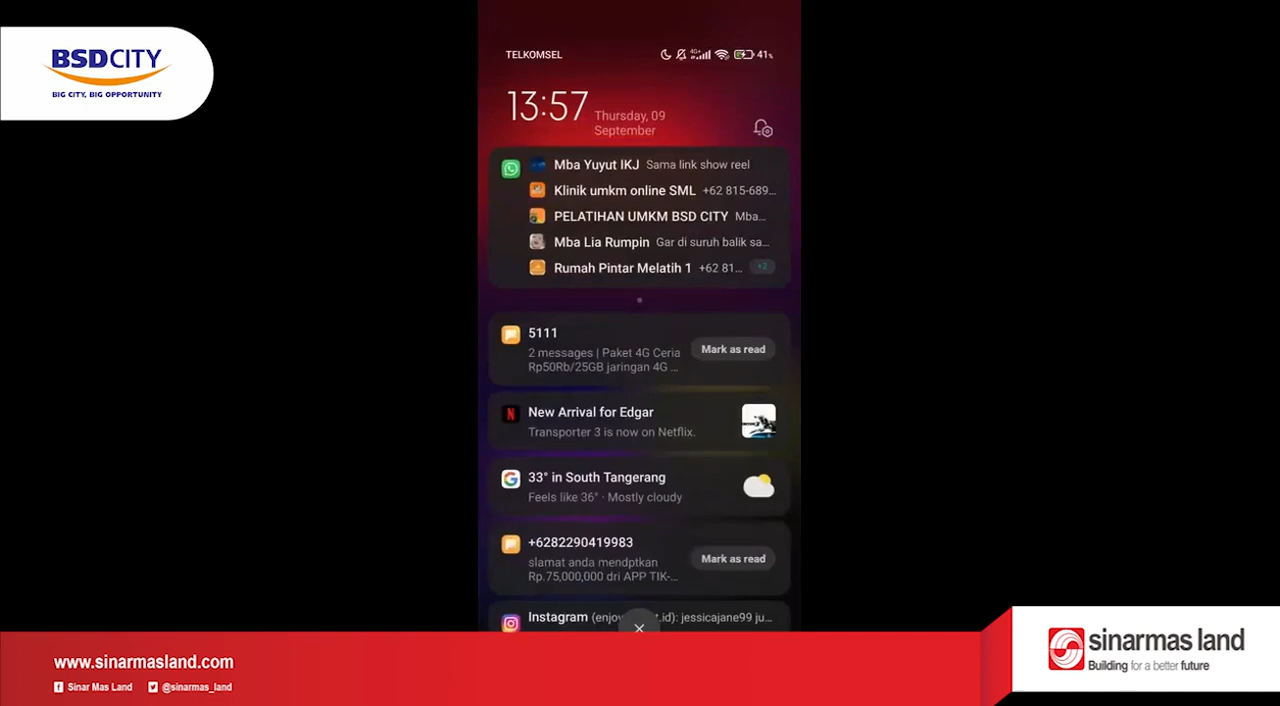 BSDCITY
BIG CITY, BIG OPPORTUNITY
TELKOMSEL
4G+
41%
13:57
Thursday, 09
September
Mba Yuyut IKJ Sama link show reel
Klinik umkm online SML +62 815-689...
PELATIHAN UMKM BSD CITY Mba...
Mba Lia Rumpin Gar di suruh balik sa...
Rumah Pintar Melatih 1 +62 81... +2
5111
2 messages | Paket 4G Ceria
Rp50Rb/25GB jaringan 4G ...
Mark as read
New Arrival for Edgar
Transporter 3 is now on Netflix.
33° in South Tangerang
Feels like 36° · Mostly cloudy
+6282290419983
slamat anda mendptkan
Rp.75,000,000 dri APP TIK-...
Mark as read
Instagram jessicajane99 ju...
www.sinarmasland.com
Sinar Mas Land @sinarmas_land
sinarmas land
Building for a better future